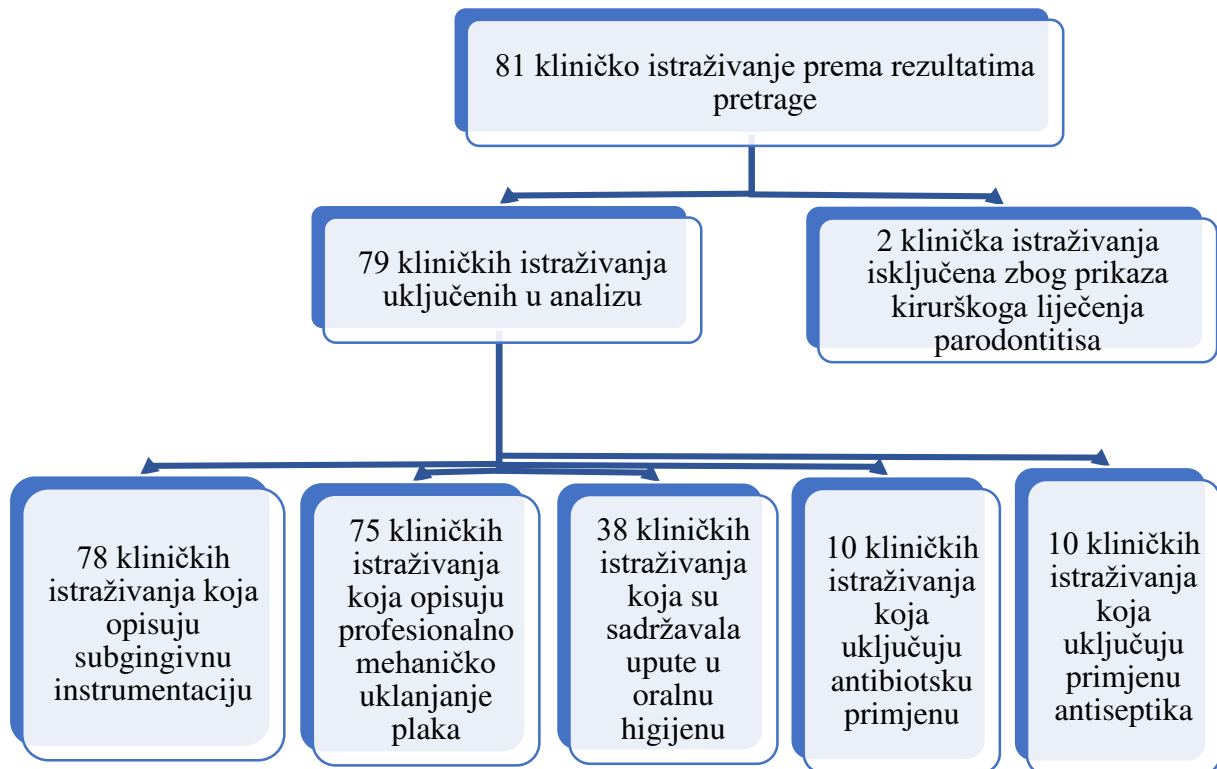 81 kliničko istraživanje prema rezultatima
pretrage
79 kliničkih istraživanja
uključenih u analizu
2 klinička istraživanja
isključena zbog prikaza
kirurškoga liječenja
parodontitisa
78 kliničkih
istraživanja koja
opisuju
subgingivnu
instrumentaciju
75 kliničkih
istraživanja
koja opisuju
profesionalno
mehaničko
uklanjanje
plaka
38 kliničkih
istraživanja
koja su
sadržavala
upute u
oralnu
higijenu
10 kliničkih
istraživanja
koja
uključuju
antibiotsku
primjenu
10 kliničkih
istraživanja
koja
uključuju
primjenu
antiseptika